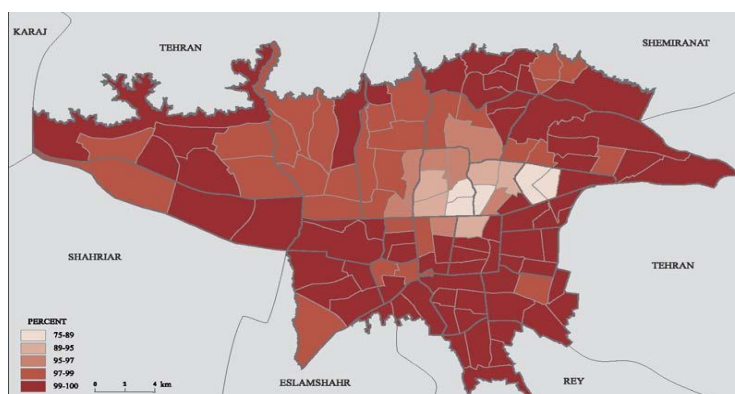 KARAJ
TEHRAN
SHEMIRANAT
SHAHRIAR
TEHRAN
PERCENT
75-89
89-95
95-97
97-99
99-100
0 2 4 km
ESLAMSHAHR
REY